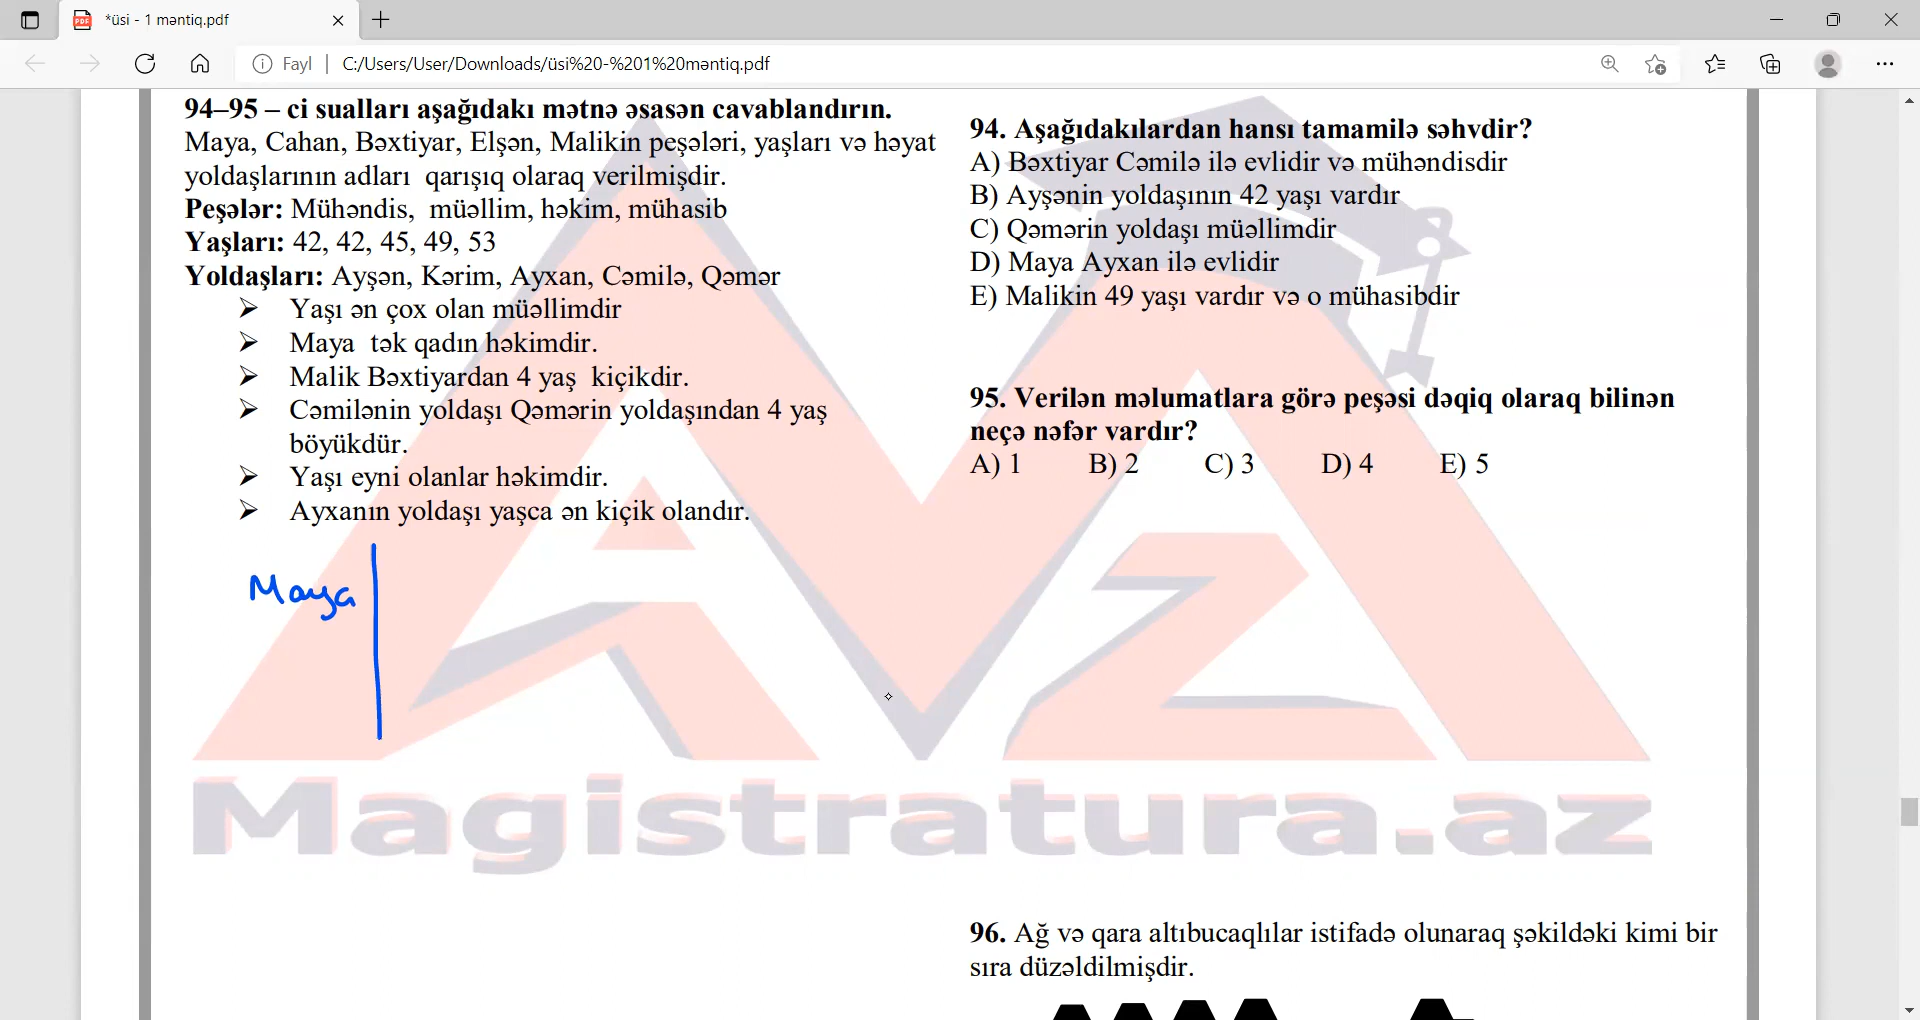 *üsi - 1 məntiq.pdf
Fayl | C:/Users/User/Downloads/üsi%20-%201%20məntiq.pdf
94–95 – ci sualları aşağıdakı mətnə əsasən cavablandırın.
Maya, Cahan, Bəxtiyar, Elşən, Malikin peşələri, yaşları və həyat
yoldaşlarının adları qarışıq olaraq verilmişdir.
Peşələr: Mühəndis, müəllim, həkim, mühasib
Yaşları: 42, 42, 45, 49, 53
Yoldaşları: Ayşən, Kərim, Ayxan, Cəmilə, Qəmər
➢ Yaşı ən çox olan müəllimdir
➢ Maya tək qadın həkimdir.
➢ Malik Bəxtiyardan 4 yaş kiçikdir.
➢ Cəmilənin yoldaşı Qəmərin yoldaşından 4 yaş
böyükdür.
➢ Yaşı eyni olanlar həkimdir.
➢ Ayxanın yoldaşı yaşca ən kiçik olandır.
Maya
94. Aşağıdakılardan hansı tamamilə səhvdir?
A) Bəxtiyar Cəmilə ilə evlidir və mühəndisdir
B) Ayşənin yoldaşının 42 yaşı vardır
C) Qəmərin yoldaşı müəllimdir
D) Maya Ayxan ilə evlidir
E) Malikin 49 yaşı vardır və o mühasibdir
95. Verilən məlumatlara görə peşəsi dəqiq olaraq bilinən
neçə nəfər vardır?
A) 1 B) 2 C) 3 D) 4 E) 5
Magistratura.az
96. Ağ və qara altıbucaqlılar istifadə olunaraq şəkildəki kimi bir
sıra düzəldilmişdir.